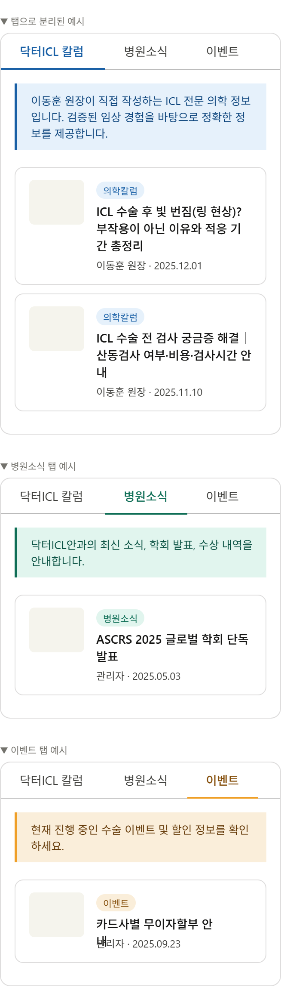 ▼ 탭으로 분리된 예시
닥터ICL 칼럼 병원소식 이벤트
이동훈 원장이 직접 작성하는 ICL 전문 의학 정보
입니다. 검증된 임상 경험을 바탕으로 정확한 정
보를 제공합니다.
의학칼럼
ICL 수술 후 빛 번짐(링 현상)?
부작용이 아닌 이유와 적응 기
간 총정리
이동훈 원장 · 2025.12.01
의학칼럼
ICL 수술 전 검사 궁금증 해결｜
산동검사 여부·비용·검사시간 안
내
이동훈 원장 · 2025.11.10
▼ 병원소식 탭 예시
닥터ICL 칼럼 병원소식 이벤트
닥터ICL안과의 최신 소식, 학회 발표, 수상 내역을
안내합니다.
병원소식
ASCRS 2025 글로벌 학회 단독
발표
관리자 · 2025.05.03
▼ 이벤트 탭 예시
닥터ICL 칼럼 병원소식 이벤트
현재 진행 중인 수술 이벤트 및 할인 정보를 확인
하세요.
이벤트
카드사별 무이자할부 안
내
관리자 · 2025.09.23